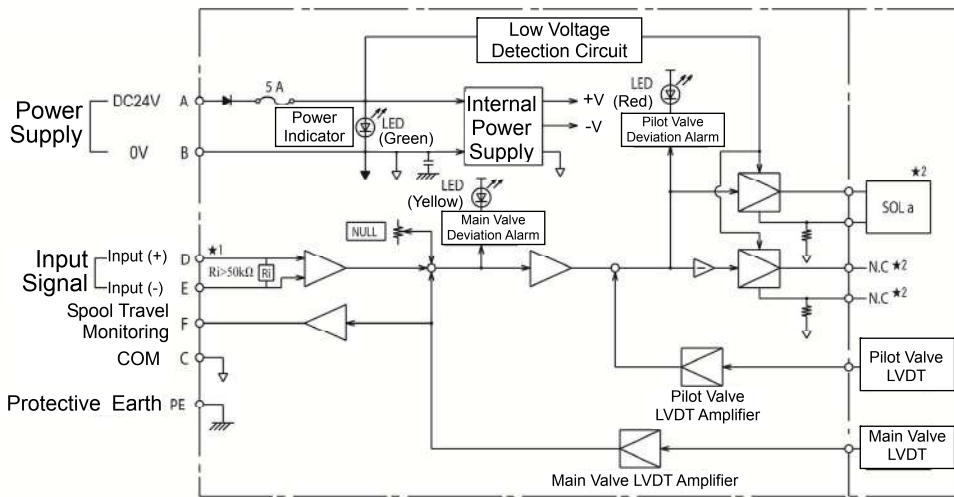 Low Voltage
Detection Circuit
Power
Supply
DC24V
A
0V
B
5 A
Power
Indicator
LED
(Green)
Internal
Power
Supply
+V
-V
LED
(Red)
Pilot Valve
Deviation Alarm
LED
(Yellow)
Main Valve
Deviation Alarm
NULL
★2
SOL a
Input
Signal
Input (+)
D
★1
Ri>50kΩ
Ri
Input (-)
E
N.C ★2
N.C ★2
Spool Travel
Monitoring
F
COM
C
Protective Earth
PE
Pilot Valve
LVDT Amplifier
Pilot Valve
LVDT
Main Valve LVDT Amplifier
Main Valve
LVDT